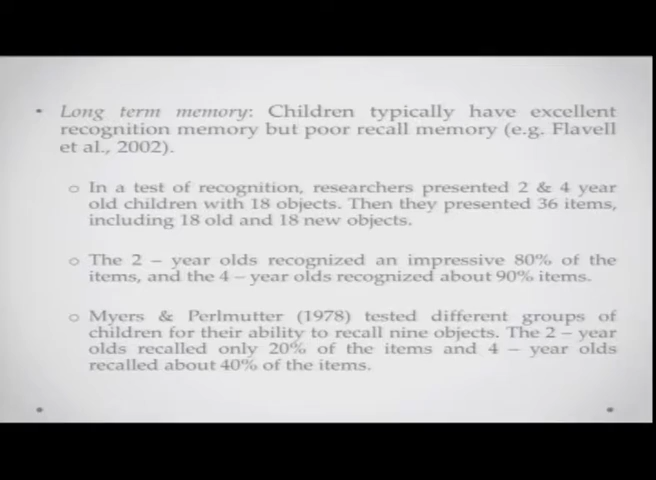 • Long term memory: Children typically have excellent
recognition memory but poor recall memory (e.g. Flavell
et al., 2002).
o In a test of recognition, researchers presented 2 & 4 year
old children with 18 objects. Then they presented 36 items,
including 18 old and 18 new objects.
o The 2 – year olds recognized an impressive 80% of the
items, and the 4 – year olds recognized about 90% items.
o Myers & Perlmutter (1978) tested different groups of
children for their ability to recall nine objects. The 2 – year
olds recalled only 20% of the items and 4 – year olds
recalled about 40% of the items.